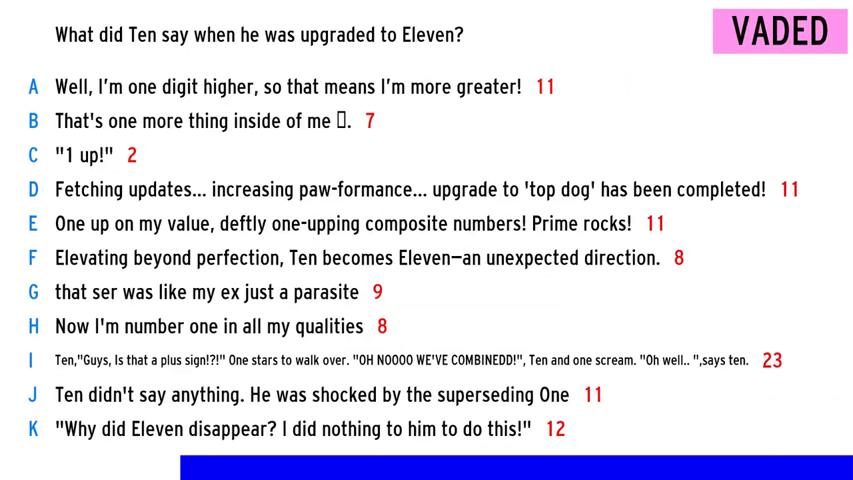 What did Ten say when he was upgraded to Eleven?
VADED
A Well, I'm one digit higher, so that means I'm more greater! 11
B That's one more thing inside of me ▯. 7
C "1 up!" 2
D Fetching updates... increasing paw-formance... upgrade to 'top dog' has been completed! 11
E One up on my value, deftly one-upping composite numbers! Prime rocks! 11
F Elevating beyond perfection, Ten becomes Eleven—an unexpected direction. 8
G that ser was like my ex just a parasite 9
H Now I'm number one in all my qualities 8
I Ten,"Guys, Is that a plus sign!?!" One stars to walk over. "OH NOOOO WE'VE COMBINEDD!", Ten and one scream. "Oh well.. ",says ten. 23
J Ten didn't say anything. He was shocked by the superseding One 11
K "Why did Eleven disappear? I did nothing to him to do this!" 12